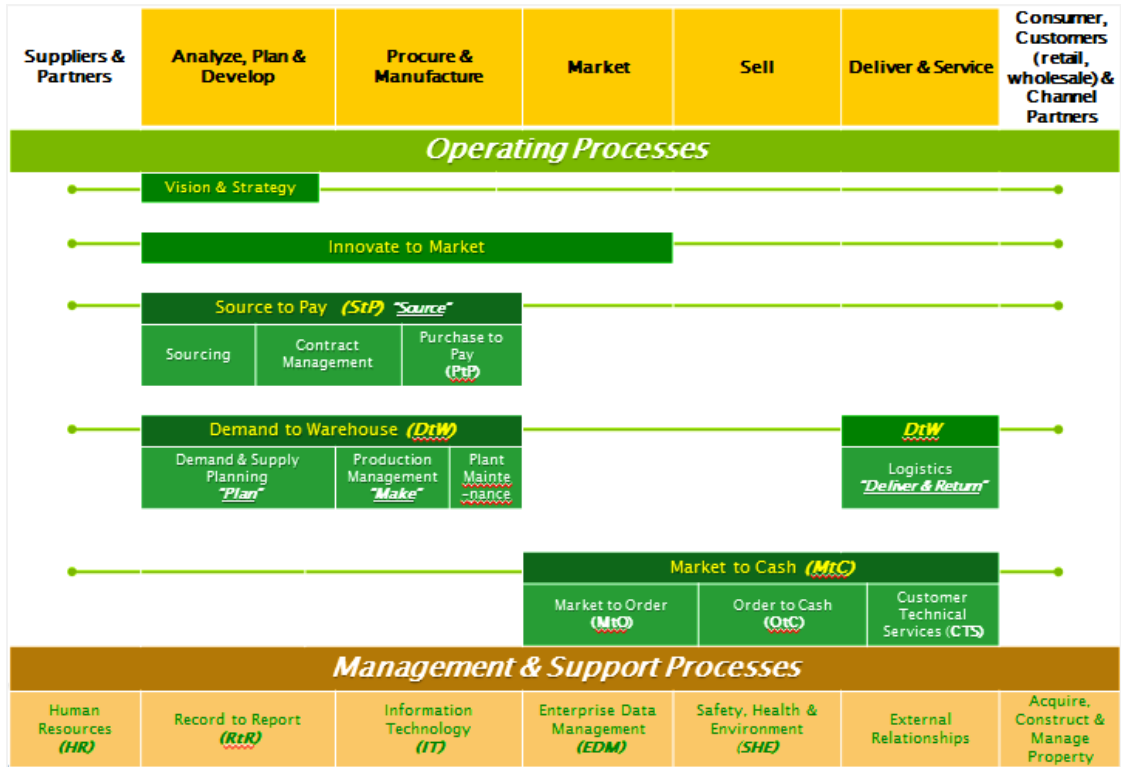 Suppliers &
Partners
Analyze, Plan &
Develop
Procure &
Manufacture
Market
Sell
Deliver & Service
Consumer,
Customers
(retail,
wholesale) &
Channel
Partners
Operating Processes
Vision & Strategy
Innovate to Market
Source to Pay (StP) "Source"
Sourcing
Contract
Management
Purchase to
Pay
(PtP)
Demand to Warehouse (DtW)
DtW
Demand & Supply
Planning
"Plan"
Production
Management
"Make"
Plant
Mainte
-nance
Logistics
"Deliver & Return"
Market to Cash (MtC)
Market to Order
(MtO)
Order to Cash
(OtC)
Customer
Technical
Services (CTS)
Management & Support Processes
Human
Resources
(HR)
Record to Report
(RtR)
Information
Technology
(IT)
Enterprise Data
Management
(EDM)
Safety, Health &
Environment
(SHE)
External
Relationships
Acquire,
Construct &
Manage
Property